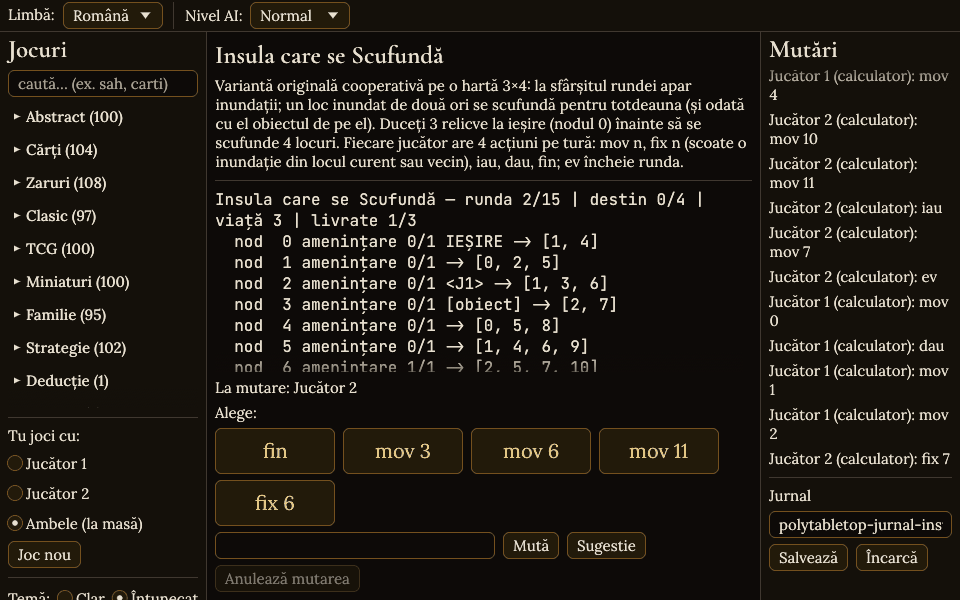 Limbă: Română ▼ Nivel AI: Normal ▼
Jocuri
caută... (ex. sah, carti)
▸ Abstract (100)
▸ Cărți (104)
▸ Zaruri (108)
▸ Clasic (97)
▸ TCG (100)
▸ Miniaturi (100)
▸ Familie (95)
▸ Strategie (102)
▸ Deducție (1)
Tu joci cu:
Jucător 1
Jucător 2
Ambele (la masă)
Joc nou
Temă: Clar Întunecat
Insula care se Scufundă
Variantă originală cooperativă pe o hartă 3×4: la sfârșitul rundei apar
inundații; un loc inundat de două ori se scufundă pentru totdeauna (și odată
cu el obiectul de pe el). Duceți 3 relicve la ieșire (nodul 0) înainte să se
scufunde 4 locuri. Fiecare jucător are 4 acțiuni pe tură: mov n, fix n (scoate o
inundație din locul curent sau vecin), iau, dau, fin; ev încheie runda.
Insula care se Scufundă — runda 2/15 | destin 0/4 |
viață 3 | livrate 1/3
nod 0 amenințare 0/1 IEȘIRE -> [1, 4]
nod 1 amenințare 0/1 -> [0, 2, 5]
nod 2 amenințare 0/1 <J1> -> [1, 3, 6]
nod 3 amenințare 0/1 [obiect] -> [2, 7]
nod 4 amenințare 0/1 -> [0, 5, 8]
nod 5 amenințare 0/1 -> [1, 4, 6, 9]
nod 6 amenințare 1/1 -> [2, 5, 7, 10]
La mutare: Jucător 2
Alege:
fin mov 3 mov 6 mov 11
fix 6
Mută Sugestie
Anulează mutarea
Mutări
Jucător 1 (calculator): mov
4
Jucător 2 (calculator):
mov 10
Jucător 2 (calculator):
mov 11
Jucător 2 (calculator): iau
Jucător 2 (calculator):
mov 7
Jucător 2 (calculator): ev
Jucător 1 (calculator): mov
0
Jucător 1 (calculator): dau
Jucător 1 (calculator): mov
1
Jucător 1 (calculator): mov
2
Jucător 2 (calculator): fix 7
Jurnal
polytabletop-jurnal-ins
Salvează Încarcă